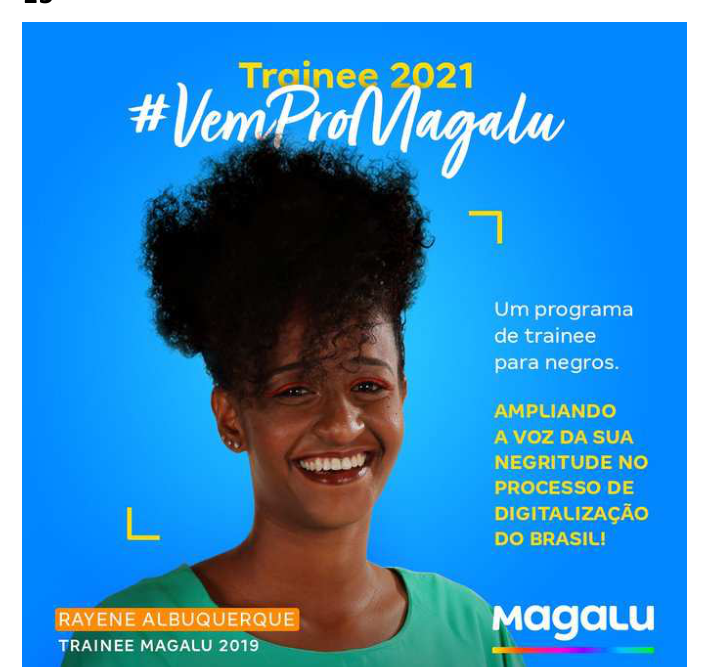 Trainee 2021
#VemProMagalu
Um programa
de trainee
para negros.
AMPLIANDO
A VOZ DA SUA
NEGRITUDE NO
PROCESSO DE
DIGITALIZAÇÃO
DO BRASIL!
RAYENE ALBUQUERQUE
TRAINEE MAGALU 2019
Magalu